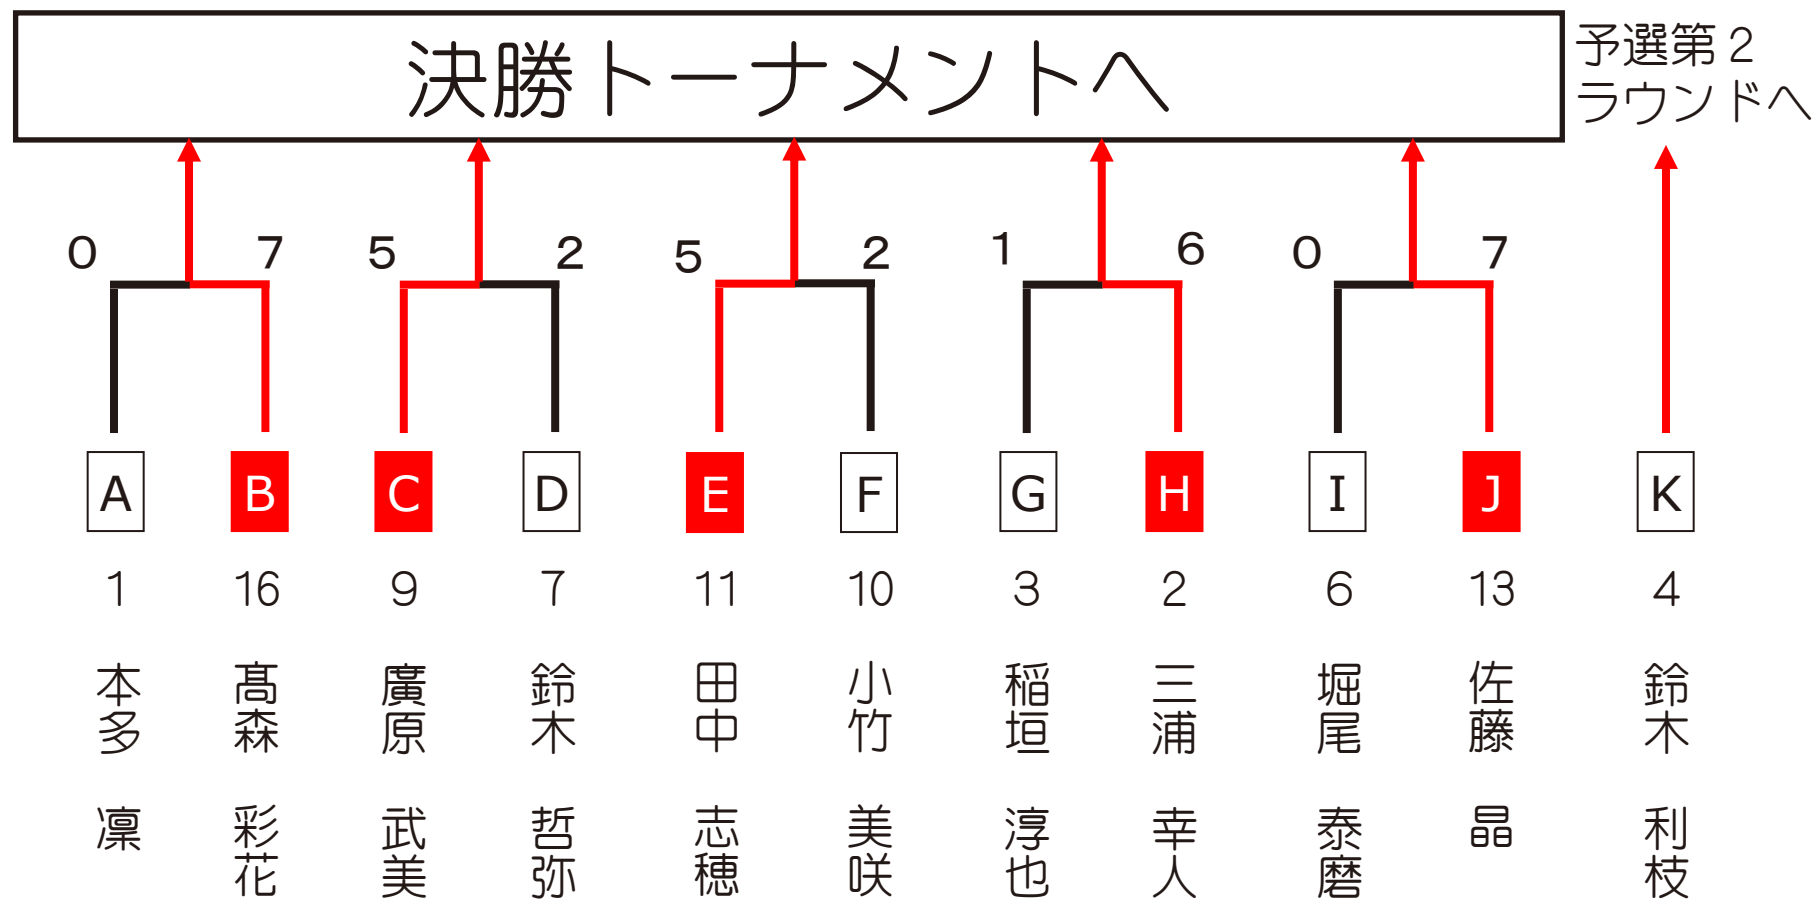 決勝トーナメントへ
予選第2
ラウンドへ
0 7 5 2 5 2 1 6 0 7
A B C D E F G H I J K
1 16 9 7 11 10 3 2 6 13 4
本多 凜
髙森 彩花
廣原 武美
鈴木 哲弥
田中 志穂
小竹 美咲
稲垣 淳也
三浦 幸人
堀尾 泰磨
佐藤 晶
鈴木 利枝